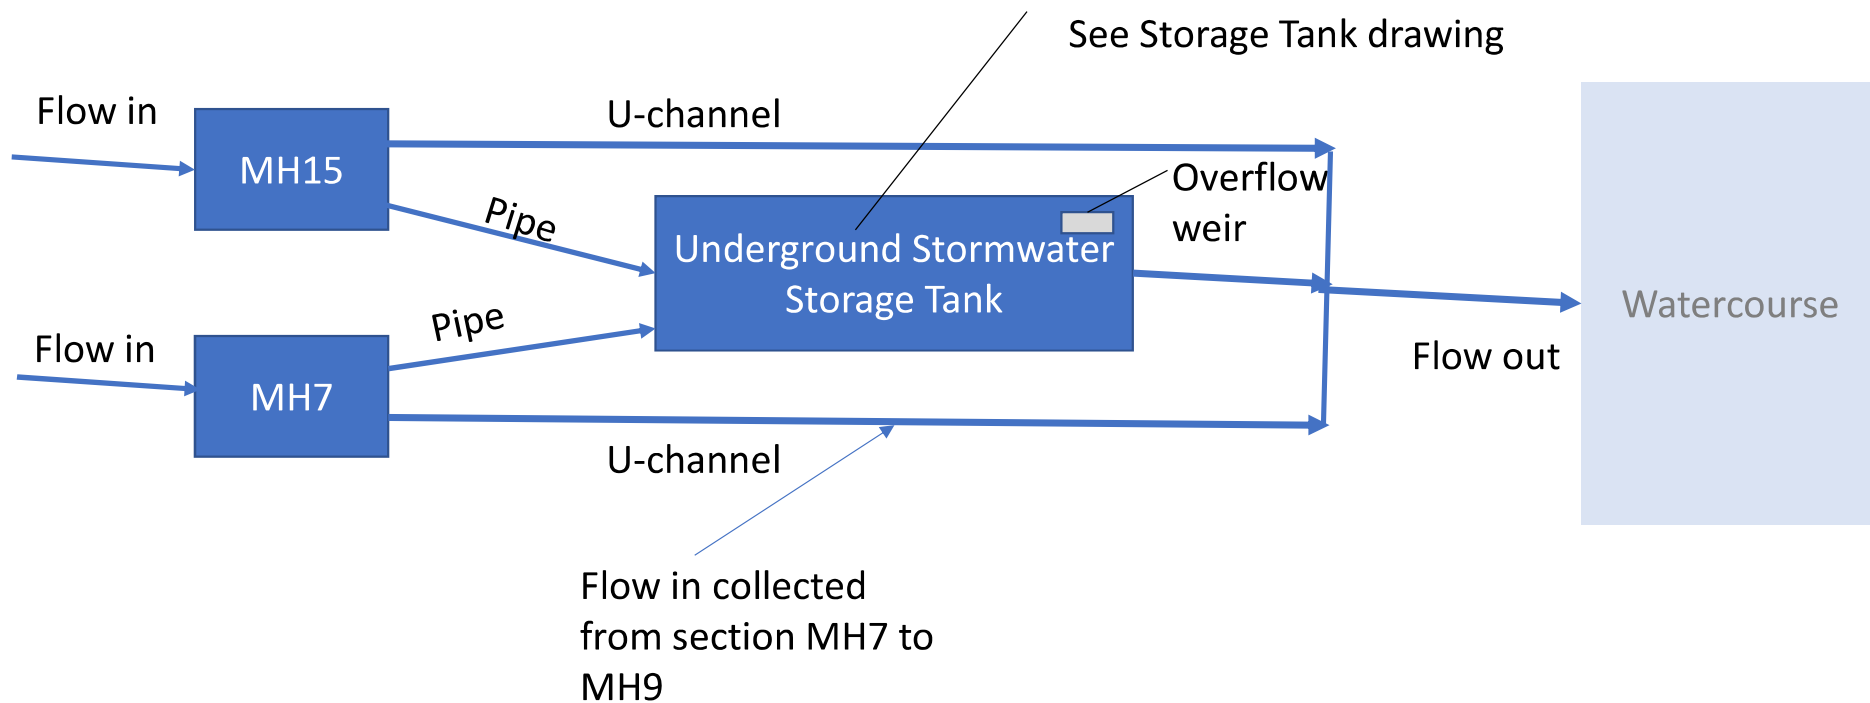 See Storage Tank drawing
Flow in
U-channel
MH15
Overflow
weir
Pipe
Underground Stormwater
Storage Tank
Watercourse
Pipe
Flow in
Flow out
MH7
U-channel
Flow in collected
from section MH7 to
MH9